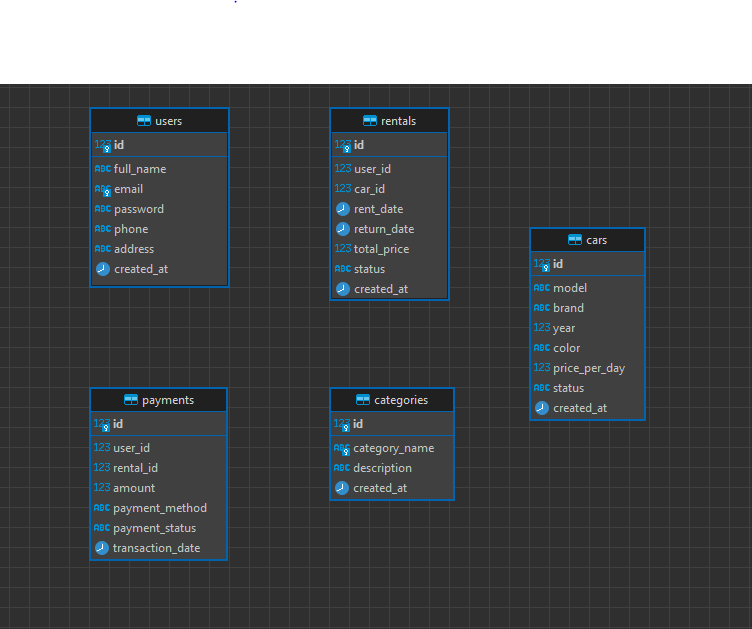 users
123 id
ABC full_name
ABC email
ABC password
ABC phone
ABC address
created_at
rentals
123 id
123 user_id
123 car_id
rent_date
return_date
123 total_price
ABC status
created_at
cars
123 id
ABC model
ABC brand
123 year
ABC color
123 price_per_day
ABC status
created_at
payments
123 id
123 user_id
123 rental_id
123 amount
ABC payment_method
ABC payment_status
transaction_date
categories
123 id
ABC category_name
ABC description
created_at